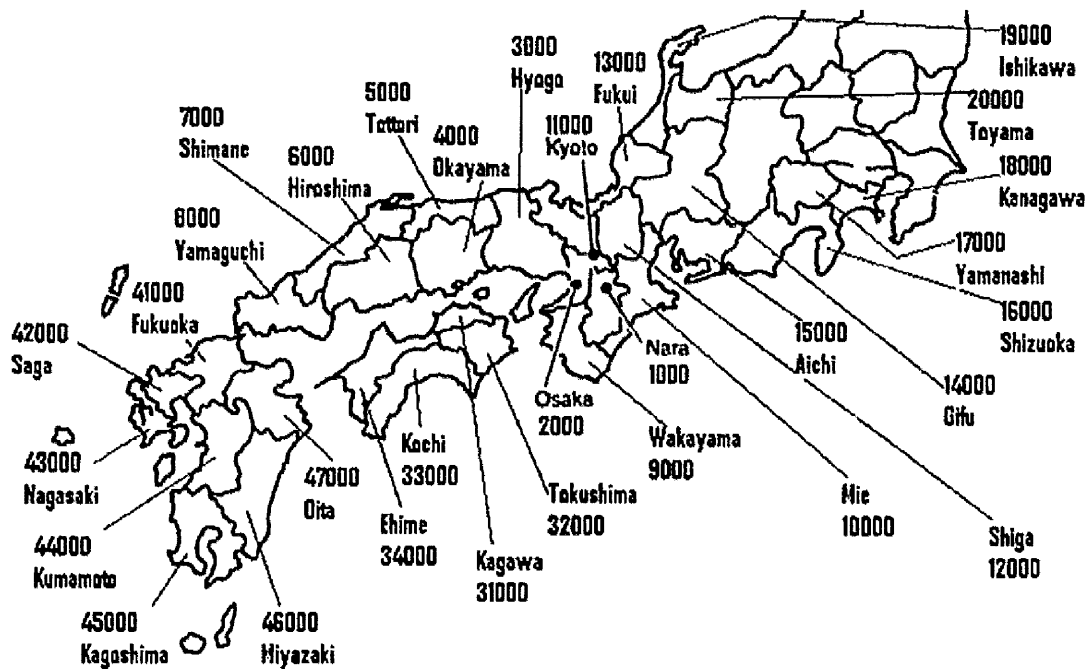 19000
Ishikawa
3000
Hyogo
13000
Fukui
20000
Toyama
5000
Tottori
7000
Shimane
4000
Okayama
11000
Kyoto
6000
Hiroshima
18000
Kanagawa
8000
Yamaguchi
17000
Yamanashi
41000
Fukuoka
16000
Shizuoka
42000
Saga
15000
Aichi
Nara
1000
14000
Gifu
Osaka
2000
Wakayama
9000
Kochi
33000
43000
Nagasaki
47000
Oita
Tokushima
32000
Mie
10000
Ehime
34000
Shiga
12000
44000
Kumamoto
Kagawa
31000
45000
Kagoshima
46000
Miyazaki